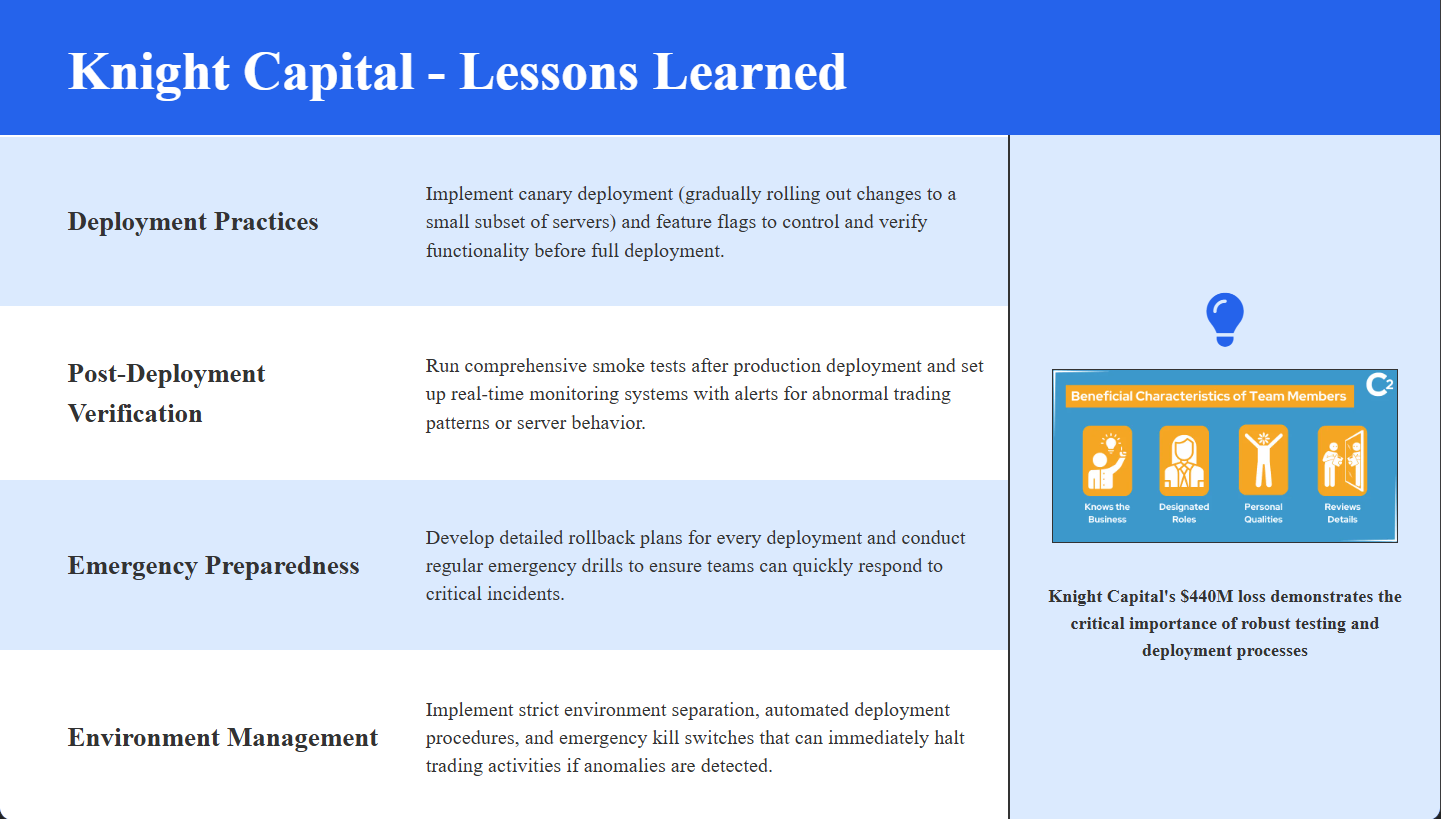 Knight Capital - Lessons Learned
Deployment Practices
Implement canary deployment (gradually rolling out changes to a
small subset of servers) and feature flags to control and verify
functionality before full deployment.
Post-Deployment
Verification
Run comprehensive smoke tests after production deployment and set
up real-time monitoring systems with alerts for abnormal trading
patterns or server behavior.
Emergency Preparedness
Develop detailed rollback plans for every deployment and conduct
regular emergency drills to ensure teams can quickly respond to
critical incidents.
Environment Management
Implement strict environment separation, automated deployment
procedures, and emergency kill switches that can immediately halt
trading activities if anomalies are detected.
C2
Beneficial Characteristics of Team Members
Knows the
Business
Designated
Roles
Personal
Qualities
Reviews
Details
Knight Capital's $440M loss demonstrates the
critical importance of robust testing and
deployment processes